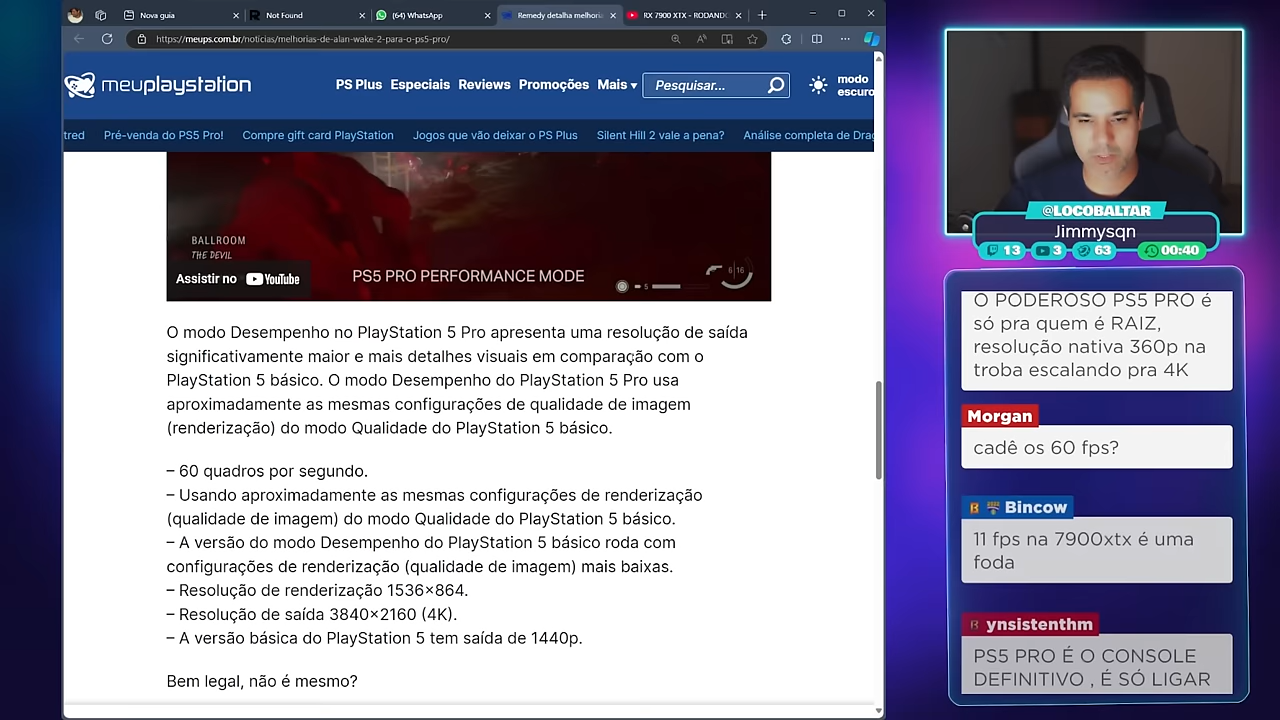 Nova guia
Not Found
(64) WhatsApp
Remedy detalha melhoria
RX 7900 XTX - RODAND
https://meups.com.br/noticias/melhorias-de-alan-wake-2-para-o-ps5-pro/
meuplaystation
PS Plus Especiais Reviews Promoções Mais
Pesquisar...
modo
escuro
tred Pré-venda do PS5 Pro! Compre gift card PlayStation Jogos que vão deixar o PS Plus Silent Hill 2 vale a pena? Análise completa de Drag
BALLROOM
THE DEVIL
Assistir no YouTube
PS5 PRO PERFORMANCE MODE
5
6 16
O modo Desempenho no PlayStation 5 Pro apresenta uma resolução de saída
significativamente maior e mais detalhes visuais em comparação com o
PlayStation 5 básico. O modo Desempenho do PlayStation 5 Pro usa
aproximadamente as mesmas configurações de qualidade de imagem
(renderização) do modo Qualidade do PlayStation 5 básico.
– 60 quadros por segundo.
– Usando aproximadamente as mesmas configurações de renderização
(qualidade de imagem) do modo Qualidade do PlayStation 5 básico.
– A versão do modo Desempenho do PlayStation 5 básico roda com
configurações de renderização (qualidade de imagem) mais baixas.
– Resolução de renderização 1536×864.
– Resolução de saída 3840×2160 (4K).
– A versão básica do PlayStation 5 tem saída de 1440p.
Bem legal, não é mesmo?
@LOCOBALTAR
Jimmysqn
13 3 63 00:40
O PODEROSO PS5 PRO é
só pra quem é RAIZ,
resolução nativa 360p na
troba escalando pra 4K
Morgan
cadê os 60 fps?
Bincow
11 fps na 7900xtx é uma
foda
ynsistenthm
PS5 PRO É O CONSOLE
DEFINITIVO , É SÓ LIGAR